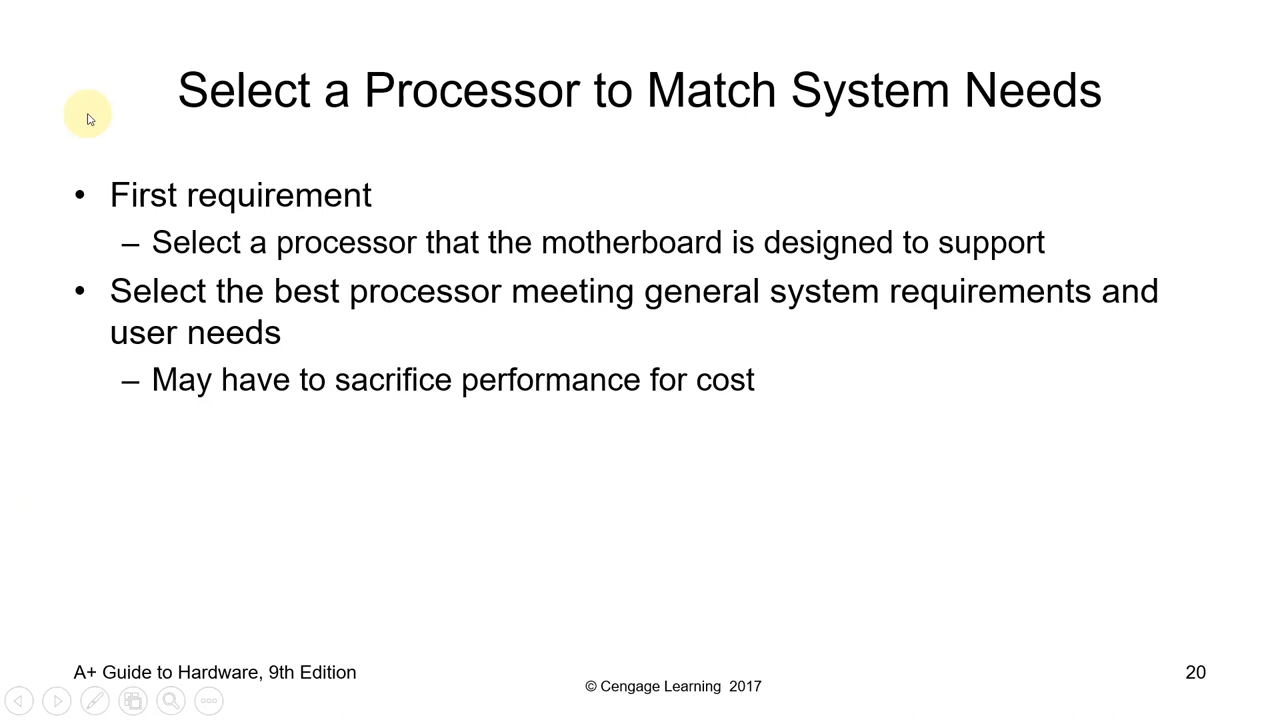 Select a Processor to Match System Needs
• First requirement
– Select a processor that the motherboard is designed to support
• Select the best processor meeting general system requirements and
user needs
– May have to sacrifice performance for cost
A+ Guide to Hardware, 9th Edition
© Cengage Learning 2017
20